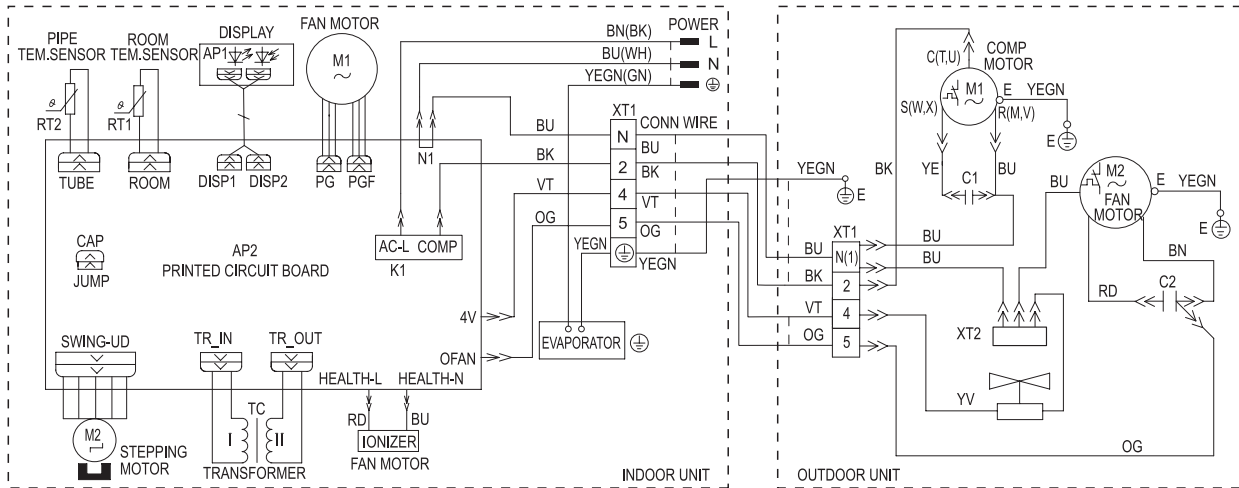 PIPE
TEM.SENSOR
ROOM
TEM.SENSOR
DISPLAY
AP1
FAN MOTOR
M1
~
POWER
BN(BK)
L
BU(WH)
N
YEGN(GN)
θ
RT2
θ
RT1
TUBE
ROOM
DISP1
DISP2
PG
PGF
N1
XT1
N
2
4
5
CONN WIRE
BU
BK
VT
OG
BU
BK
VT
OG
YEGN
YEGN
AC-L
COMP
K1
CAP
JUMP
AP2
PRINTED CIRCUIT BOARD
4V
OFAN
EVAPORATOR
SWING-UD
TR_IN
TR_OUT
HEALTH-L
HEALTH-N
RD
BU
IONIZER
FAN MOTOR
TC
I
II
TRANSFORMER
M2
STEPPING
MOTOR
INDOOR UNIT
C(T,U)
COMP
MOTOR
M1
~
S(W,X)
R(M,V)
E
YEGN
E
YE
BU
C1
BK
YEGN
E
XT1
N(1)
2
4
5
BU
BK
VT
OG
BU
BU
BU
M2
~
FAN
MOTOR
E
YEGN
E
BN
RD
C2
XT2
YV
OG
OUTDOOR UNIT